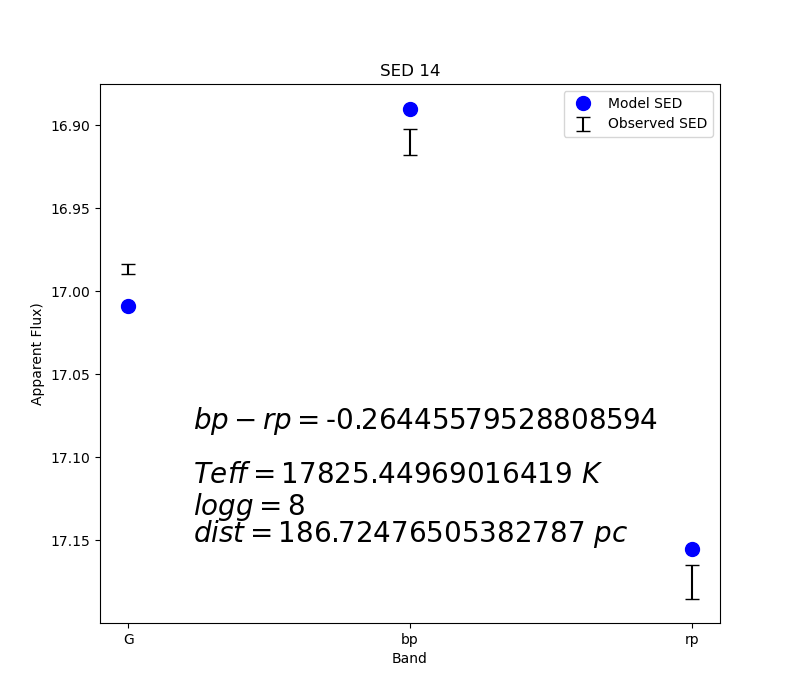 SED 14
Model SED
Observed SED
16.90
16.95
17.00
17.05
17.10
17.15
Apparent Flux)
bp − rp = -0.26445579528808594
Teff = 17825.44969016419 K
logg = 8
dist = 186.72476505382787 pc
G bp rp
Band